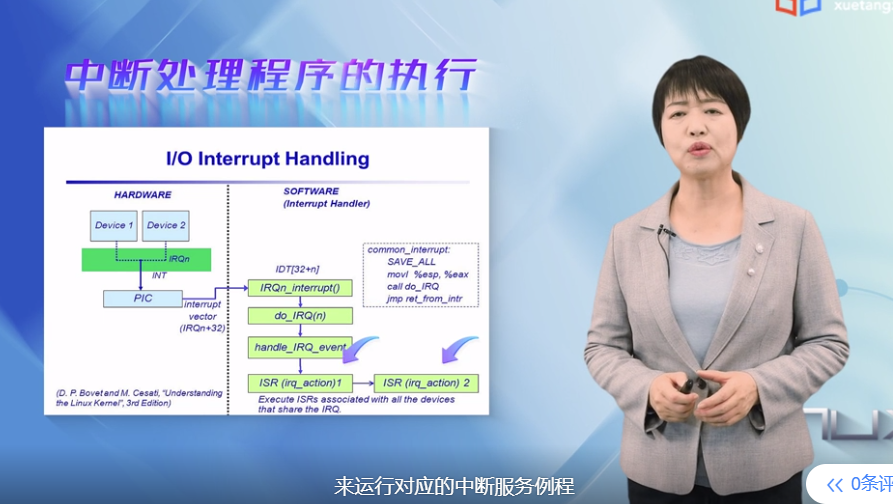 xuetang
中断处理程序的执行
I/O Interrupt Handling
HARDWARE
SOFTWARE
(Interrupt Handler)
Device 1
Device 2
IRQn
INT
PIC
interrupt
vector
(IRQn+32)
IDT[32+n]
IRQn_interrupt()
do_IRQ(n)
handle_IRQ_event
ISR (irq_action)1
ISR (irq_action) 2
common_interrupt:
SAVE_ALL
movl %esp, %eax
call do_IRQ
jmp ret_from_intr
Execute ISRs associated with all the devices
that share the IRQ.
(D. P. Bovet and M. Cesati, "Understanding
the Linux Kernel", 3rd Edition)
来运行对应的中断服务例程
0条评